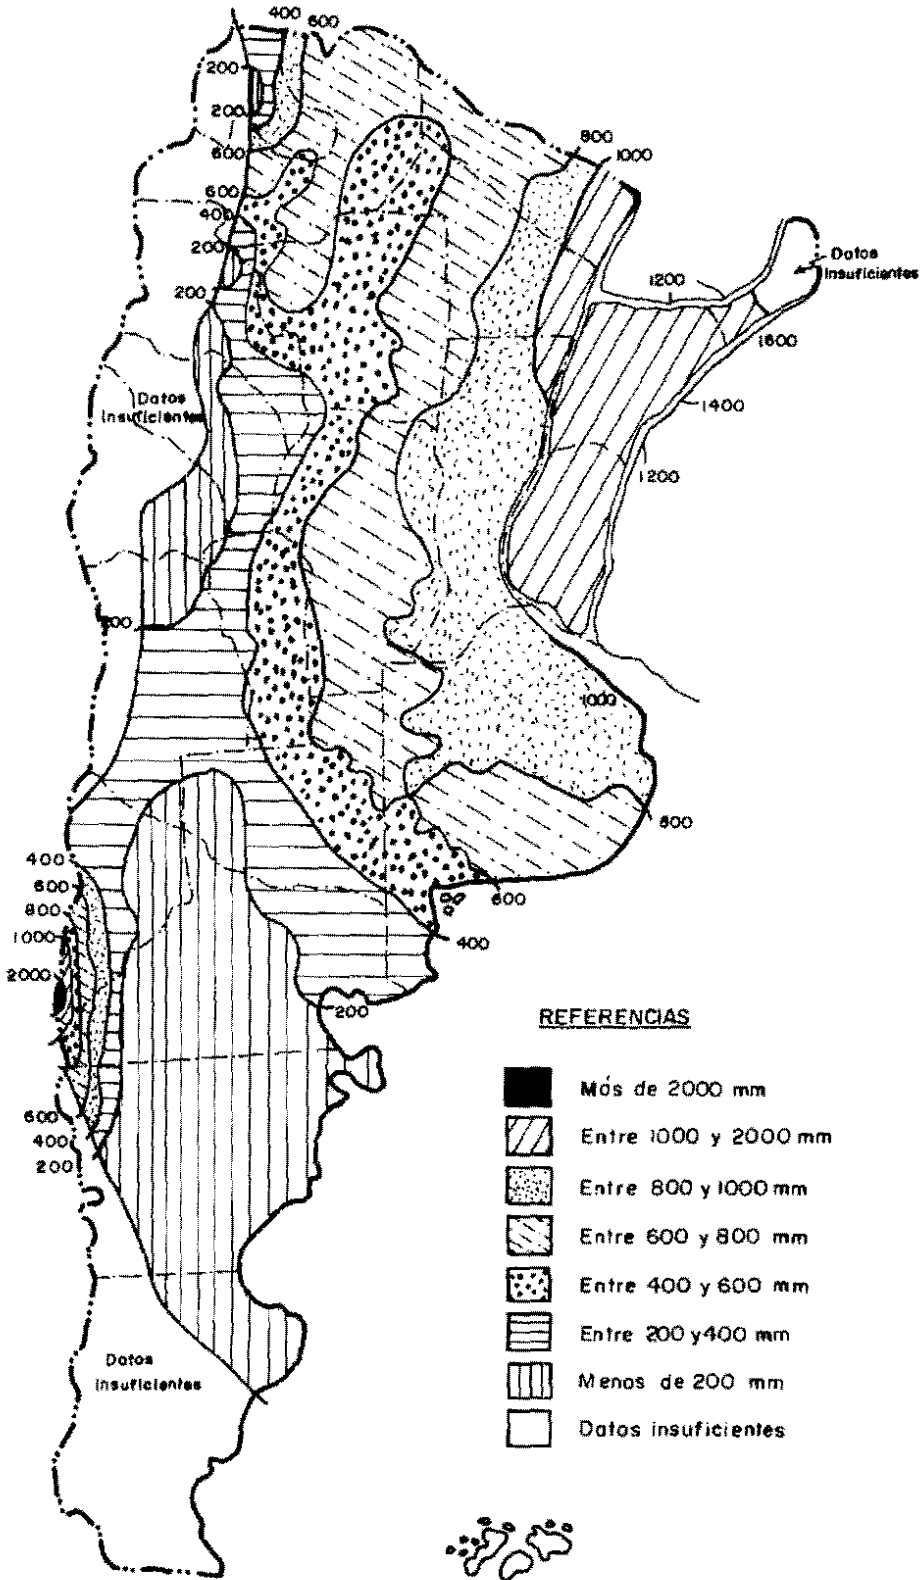 400 600
200
200
600
600
400
200
200
800
1000
Datos
Insuficientes
1200
1600
1400
1200
Datos
Insuficientes
200
1000
800
600
400
400
600
800
1000
2000
200
600
400
200
Datos
Insuficientes
REFERENCIAS
Más de 2000 mm
Entre 1000 y 2000 mm
Entre 800 y 1000 mm
Entre 600 y 800 mm
Entre 400 y 600 mm
Entre 200 y 400 mm
Menos de 200 mm
Datos insuficientes